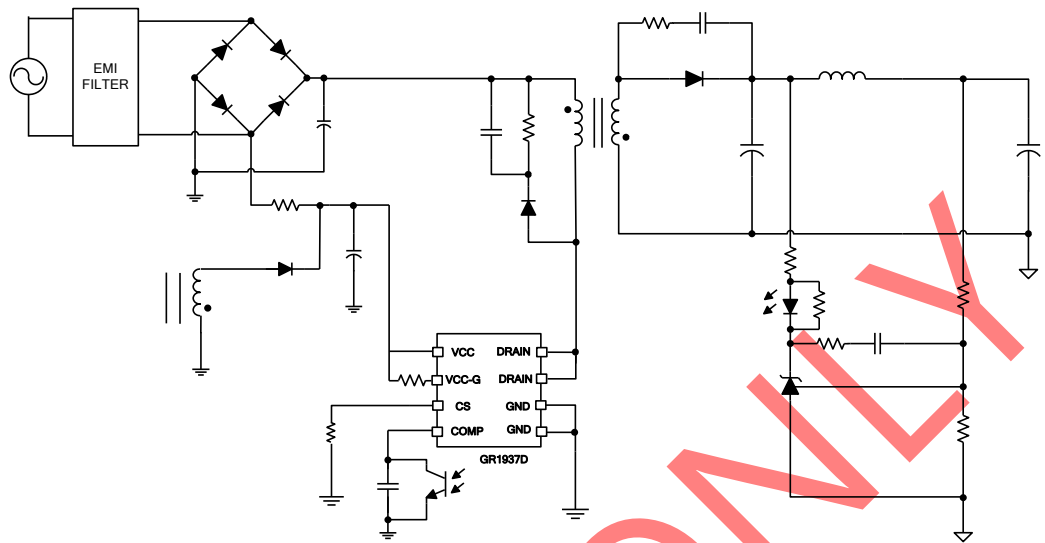 EMI
FILTER
VCC
DRAIN
VCC-G
DRAIN
CS
GND
COMP
GND
GR1937D
ONLY